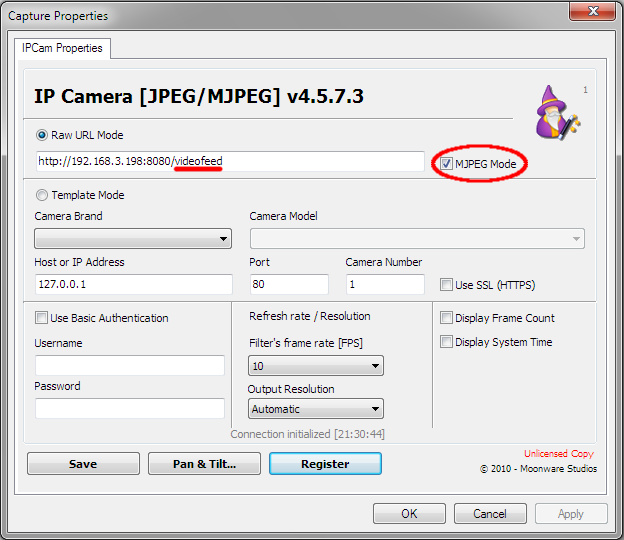 Capture Properties
IPCam Properties
IP Camera [JPEG/MJPEG] v4.5.7.3
1
Raw URL Mode
http://192.168.3.198:8080/videofeed
MJPEG Mode
Template Mode
Camera Brand
Camera Model
Host or IP Address
Port
Camera Number
127.0.0.1
80
1
Use SSL (HTTPS)
Use Basic Authentication
Refresh rate / Resolution
Display Frame Count
Username
Filter's frame rate [FPS]
Display System Time
10
Password
Output Resolution
Automatic
Connection initialized [21:30:44]
Save
Pan & Tilt...
Register
Unlicensed Copy
© 2010 - Moonware Studios
OK
Cancel
Apply